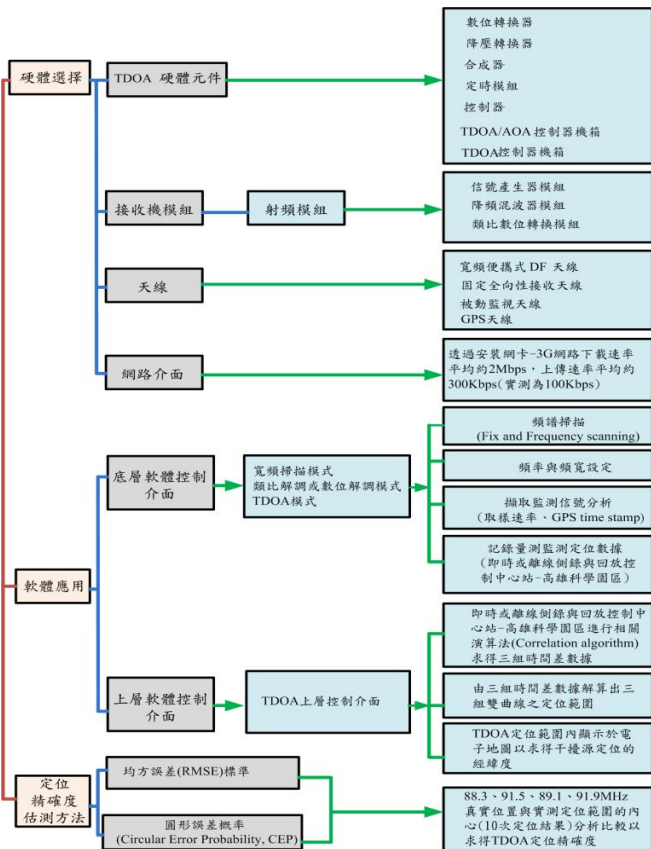 硬體選擇
TDOA 硬體元件
數位轉換器
降壓轉換器
合成器
定時模組
控制器
TDOA/AOA 控制器機箱
TDOA控制器機箱
接收機模組
射頻模組
信號產生器模組
降頻混波器模組
類比數位轉換模組
天線
寬頻便攜式 DF 天線
固定全向性接收天線
被動監視天線
GPS天線
網路介面
透過安裝網卡-3G網路下載速率
平均約2Mbps，上傳速率平均約
300Kbps(實測為100Kbps)
軟體應用
底層軟體控制
介面
寬頻掃描模式
類比解調或數位解調模式
TDOA模式
頻譜掃描
(Fix and Frequency scanning)
頻率與頻寬設定
擷取監測信號分析
(取樣速率、GPS time stamp)
記錄量測監測定位數據
(即時或離線側錄與回放控
制中心站-高雄科學園區)
上層軟體控制
介面
TDOA上層控制介面
即時或離線側錄與回放控制中
心站-高雄科學園區進行相關
演算法(Correlation algorithm)
求得三組時間差數據
由三組時間差數據解算出三
組雙曲線之定位範圍
TDOA定位範圍內顯示於電
子地圖以求得干擾源定位的
經緯度
定位
精確度
估測方法
均方誤差(RMSE)標準
圓形誤差概率
(Circular Error Probability, CEP)
88.3、91.5、89.1、91.9MHz
真實位置與實測定位範圍的內
心(10次定位結果)分析比較以
求得TDOA定位精確度